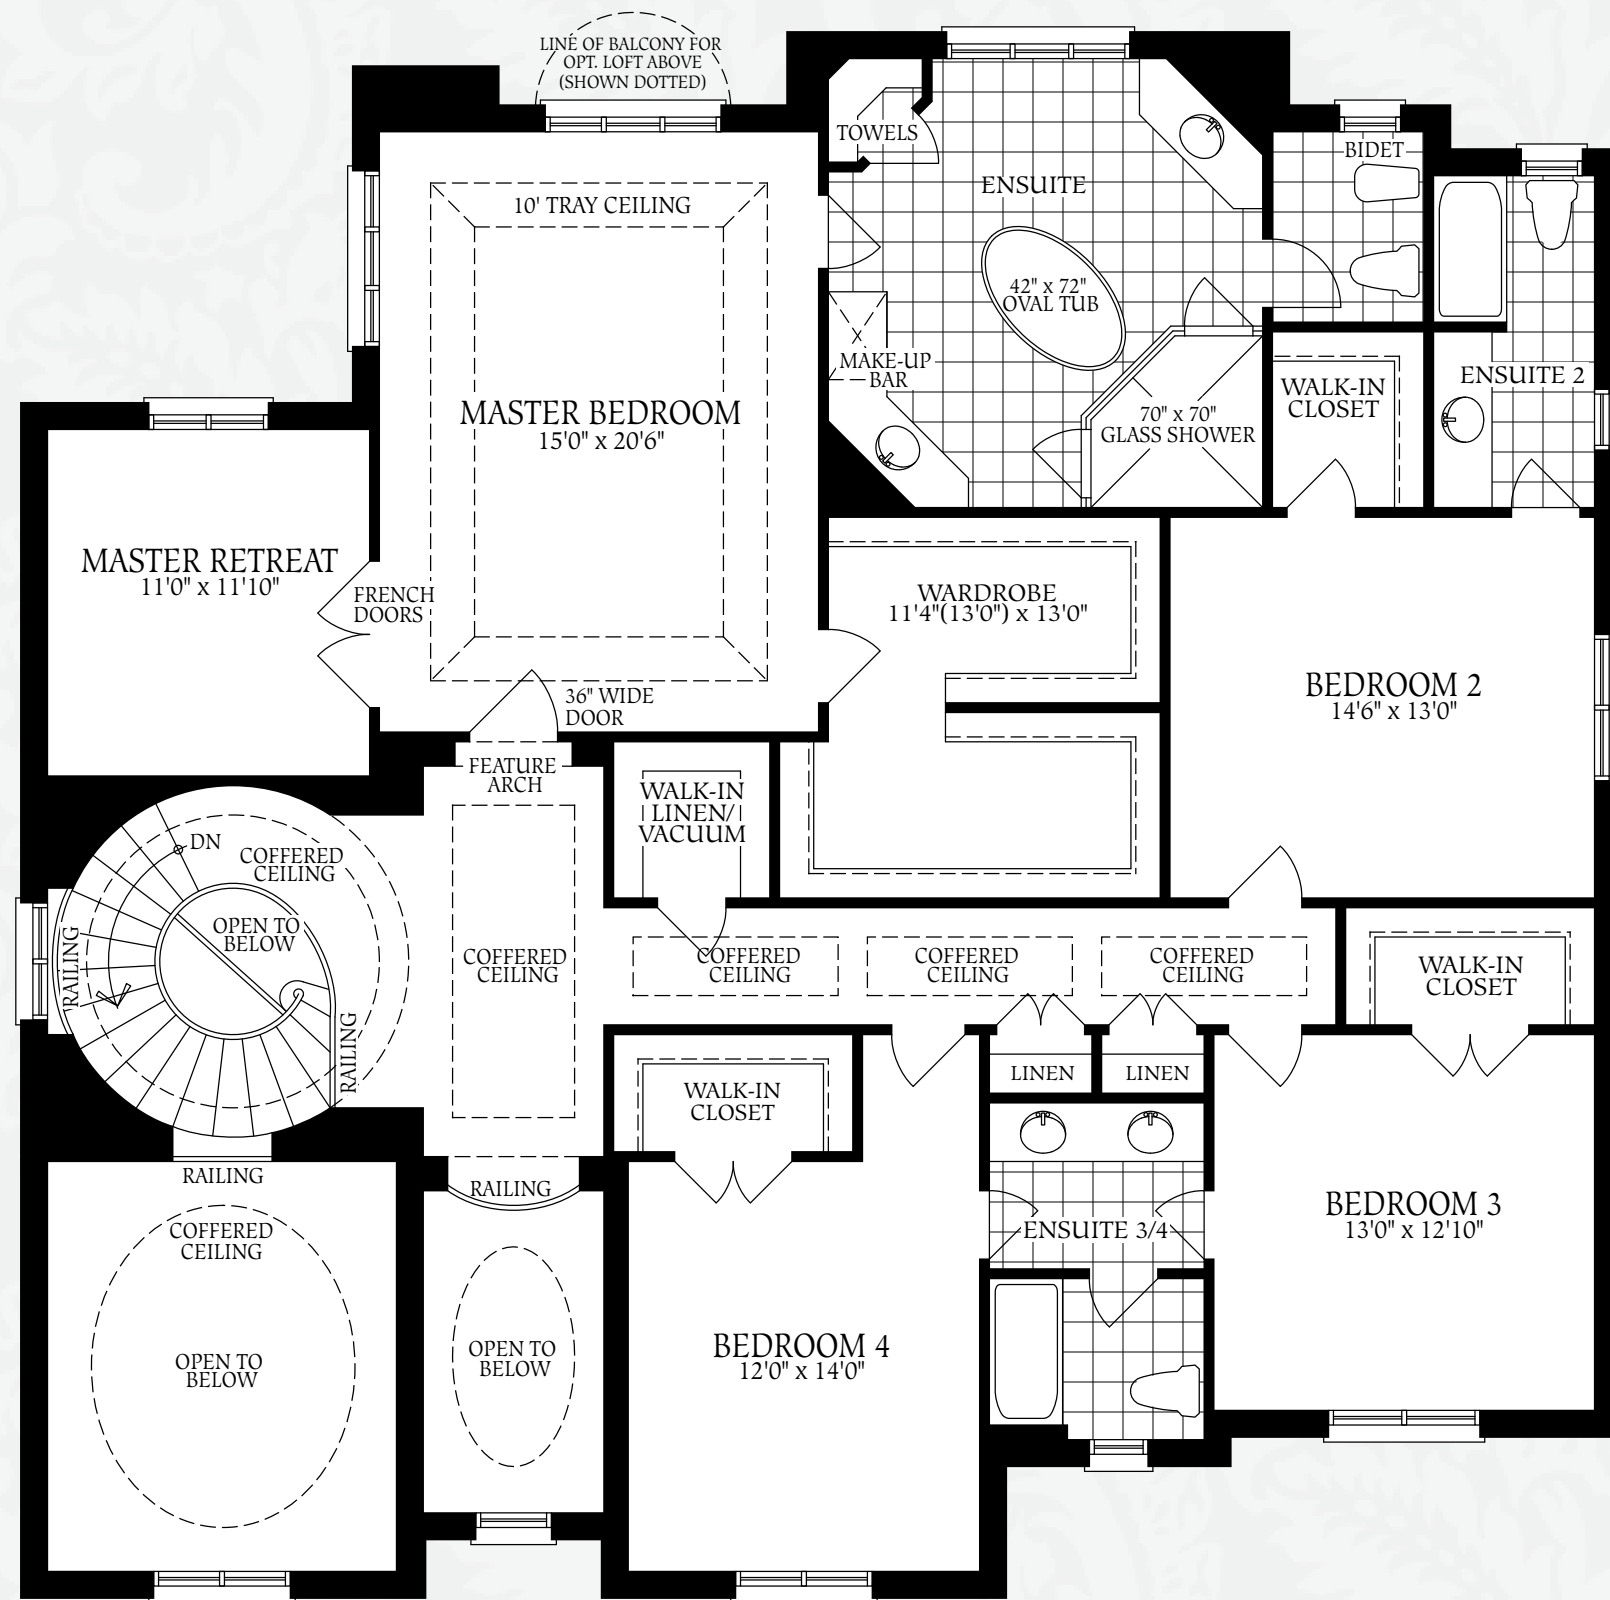 LINE OF BALCONY FOR
OPT. LOFT ABOVE
(SHOWN DOTTED)
TOWELS
BIDET
ENSUITE
10' TRAY CEILING
42" x 72"
OVAL TUB
MAKE-UP
BAR
MASTER BEDROOM
15'0" x 20'6"
70" x 70"
GLASS SHOWER
WALK-IN
CLOSET
ENSUITE 2
MASTER RETREAT
11'0" x 11'10"
FRENCH
DOORS
WARDROBE
11'4"(13'0") x 13'0"
36" WIDE
DOOR
BEDROOM 2
14'6" x 13'0"
FEATURE
ARCH
WALK-IN
LINEN/
VACUUM
DN
COFFERED
CEILING
OPEN TO
BELOW
RAILING
RAILING
COFFERED
CEILING
COFFERED
CEILING
COFFERED
CEILING
COFFERED
CEILING
WALK-IN
CLOSET
WALK-IN
CLOSET
LINEN
LINEN
RAILING
RAILING
COFFERED
CEILING
OPEN TO
BELOW
OPEN TO
BELOW
ENSUITE 3/4
BEDROOM 3
13'0" x 12'10"
BEDROOM 4
12'0" x 14'0"